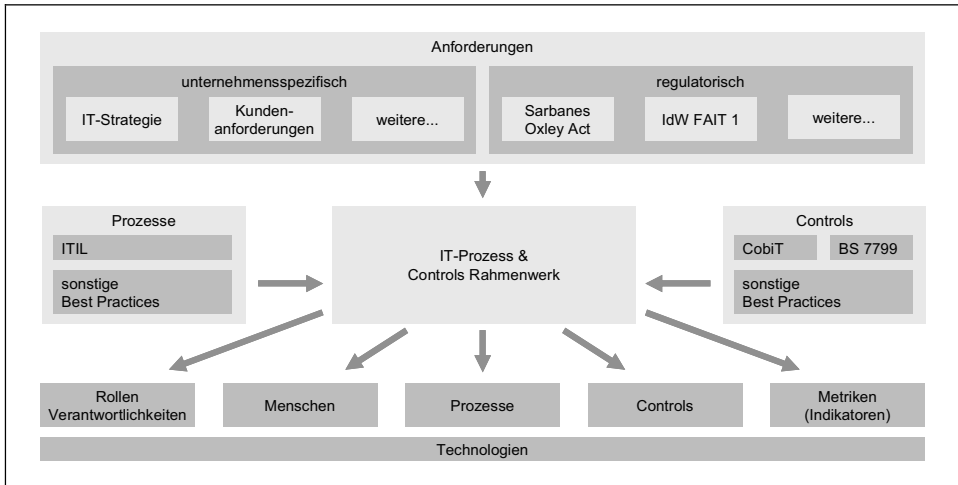 Anforderungen
unternehmensspezifisch
IT-Strategie
Kunden-
anforderungen
weitere...
regulatorisch
Sarbanes
Oxley Act
IdW FAIT 1
weitere...
Prozesse
ITIL
sonstige
Best Practices
IT-Prozess &
Controls Rahmenwerk
Controls
CobiT
BS 7799
sonstige
Best Practices
Rollen
Verantwortlichkeiten
Menschen
Prozesse
Controls
Metriken
(Indikatoren)
Technologien